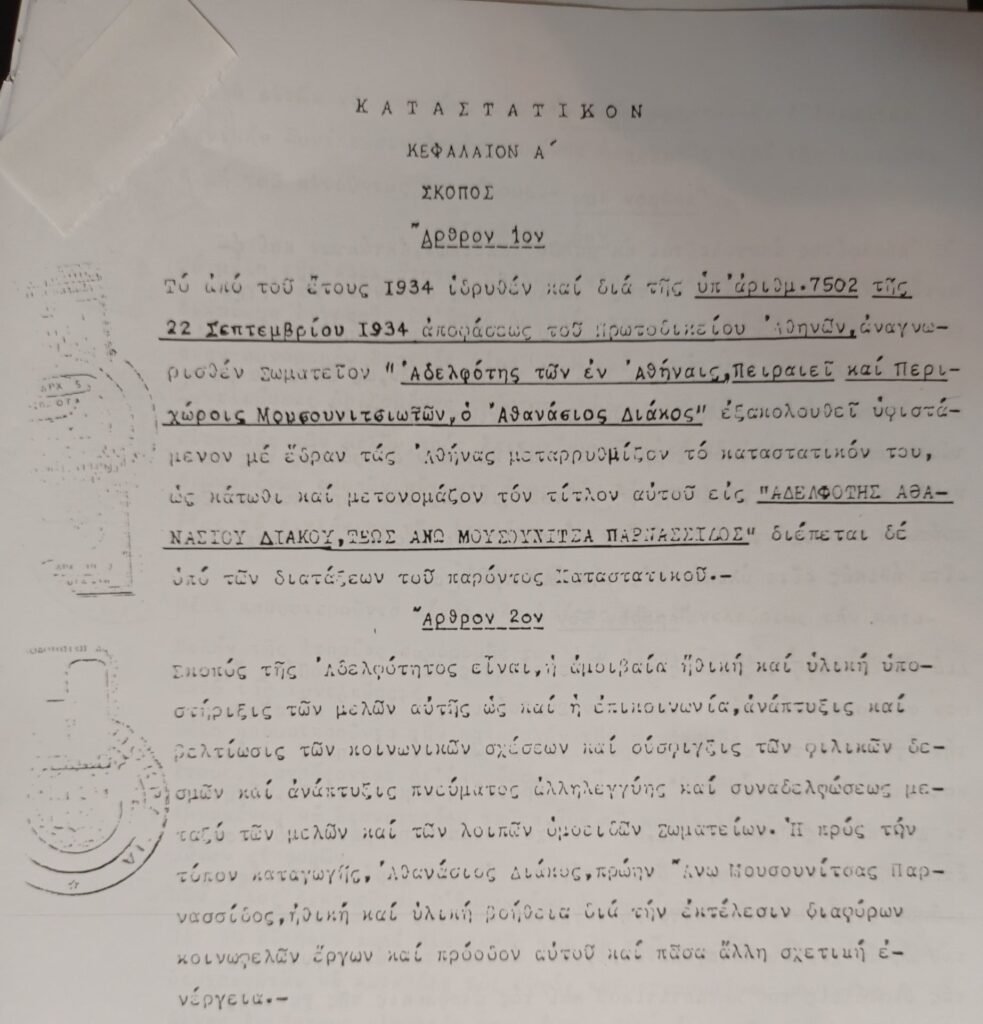 Κ Α Τ Α Σ Τ Α Τ Ι Κ Ο Ν
ΚΕΦΑΛΑΙΟΝ Α΄
ΣΚΟΠΟΣ
Ἄρθρον 1ον
Τό ἀπό τοῦ ἔτους 1934 ἱδρυθέν καί διά τῆς ὑπ'ἀριθμ.7502 τῆς
22 Σεπτεμβρίου 1934 ἀποφάσεως τοῦ Πρωτοδικείου Ἀθηνῶν,ἀναγνω-
ρισθέν Σωματεῖον "Ἀδελφότης τῶν ἐν Ἀθήναις,Πειραιεῖ καί Περι-
χώροις Μουσουνιτσιωτῶν,ὁ Ἀθανάσιος Διάκος" ἐξακολουθεῖ ὑφιστά-
μενον μέ ἕδραν τάς Ἀθήνας μεταρρυθμίζον τό καταστατικόν του,
ὡς κάτωθι καί μετονομάζον τόν τίτλον αὐτοῦ εἰς "ΑΔΕΛΦΟΤΗΣ ΑΘΑ-
ΝΑΣΙΟΥ ΔΙΑΚΟΥ,ΤΕΩΣ ΑΝΩ ΜΟΥΣΟΥΝΙΤΖΑ ΠΑΡΝΑΣΣΙΔΟΣ" διέπεται δέ
ὑπό τῶν διατάξεων τοῦ παρόντος Καταστατικοῦ.-
Ἄρθρον 2ον
Σκοπός τῆς Ἀδελφότητος εἶναι,ἡ ἀμοιβαία ἠθική καί ὑλική ὑπο-
στήριξις τῶν μελῶν αὐτῆς ὡς καί ἡ ἐπικοινωνία,ἀνάπτυξις καί
βελτίωσις τῶν κοινωνικῶν σχέσεων καί σύσφιγξις τῶν φιλικῶν δε-
σμῶν καί ἀνάπτυξις πνεύματος ἀλληλεγγύης καί συναδελφώσεως με-
ταξύ τῶν μελῶν καί τῶν λοιπῶν ὁμοειδῶν Σωματείων. Ἡ πρός τήν
τόπον καταγωγῆς, Ἀθανάσιος Διάκος,πρώην Ἄνω Μουσουνίτσας Παρ-
νασσίδος,ἠθική καί ὑλική βοήθεια διά τήν ἐκτέλεσιν διαφόρων
κοινωφελῶν ἔργων καί πρόοδον αὐτοῦ καί πᾶσα ἄλλη σχετική ἐ-
νέργεια.-